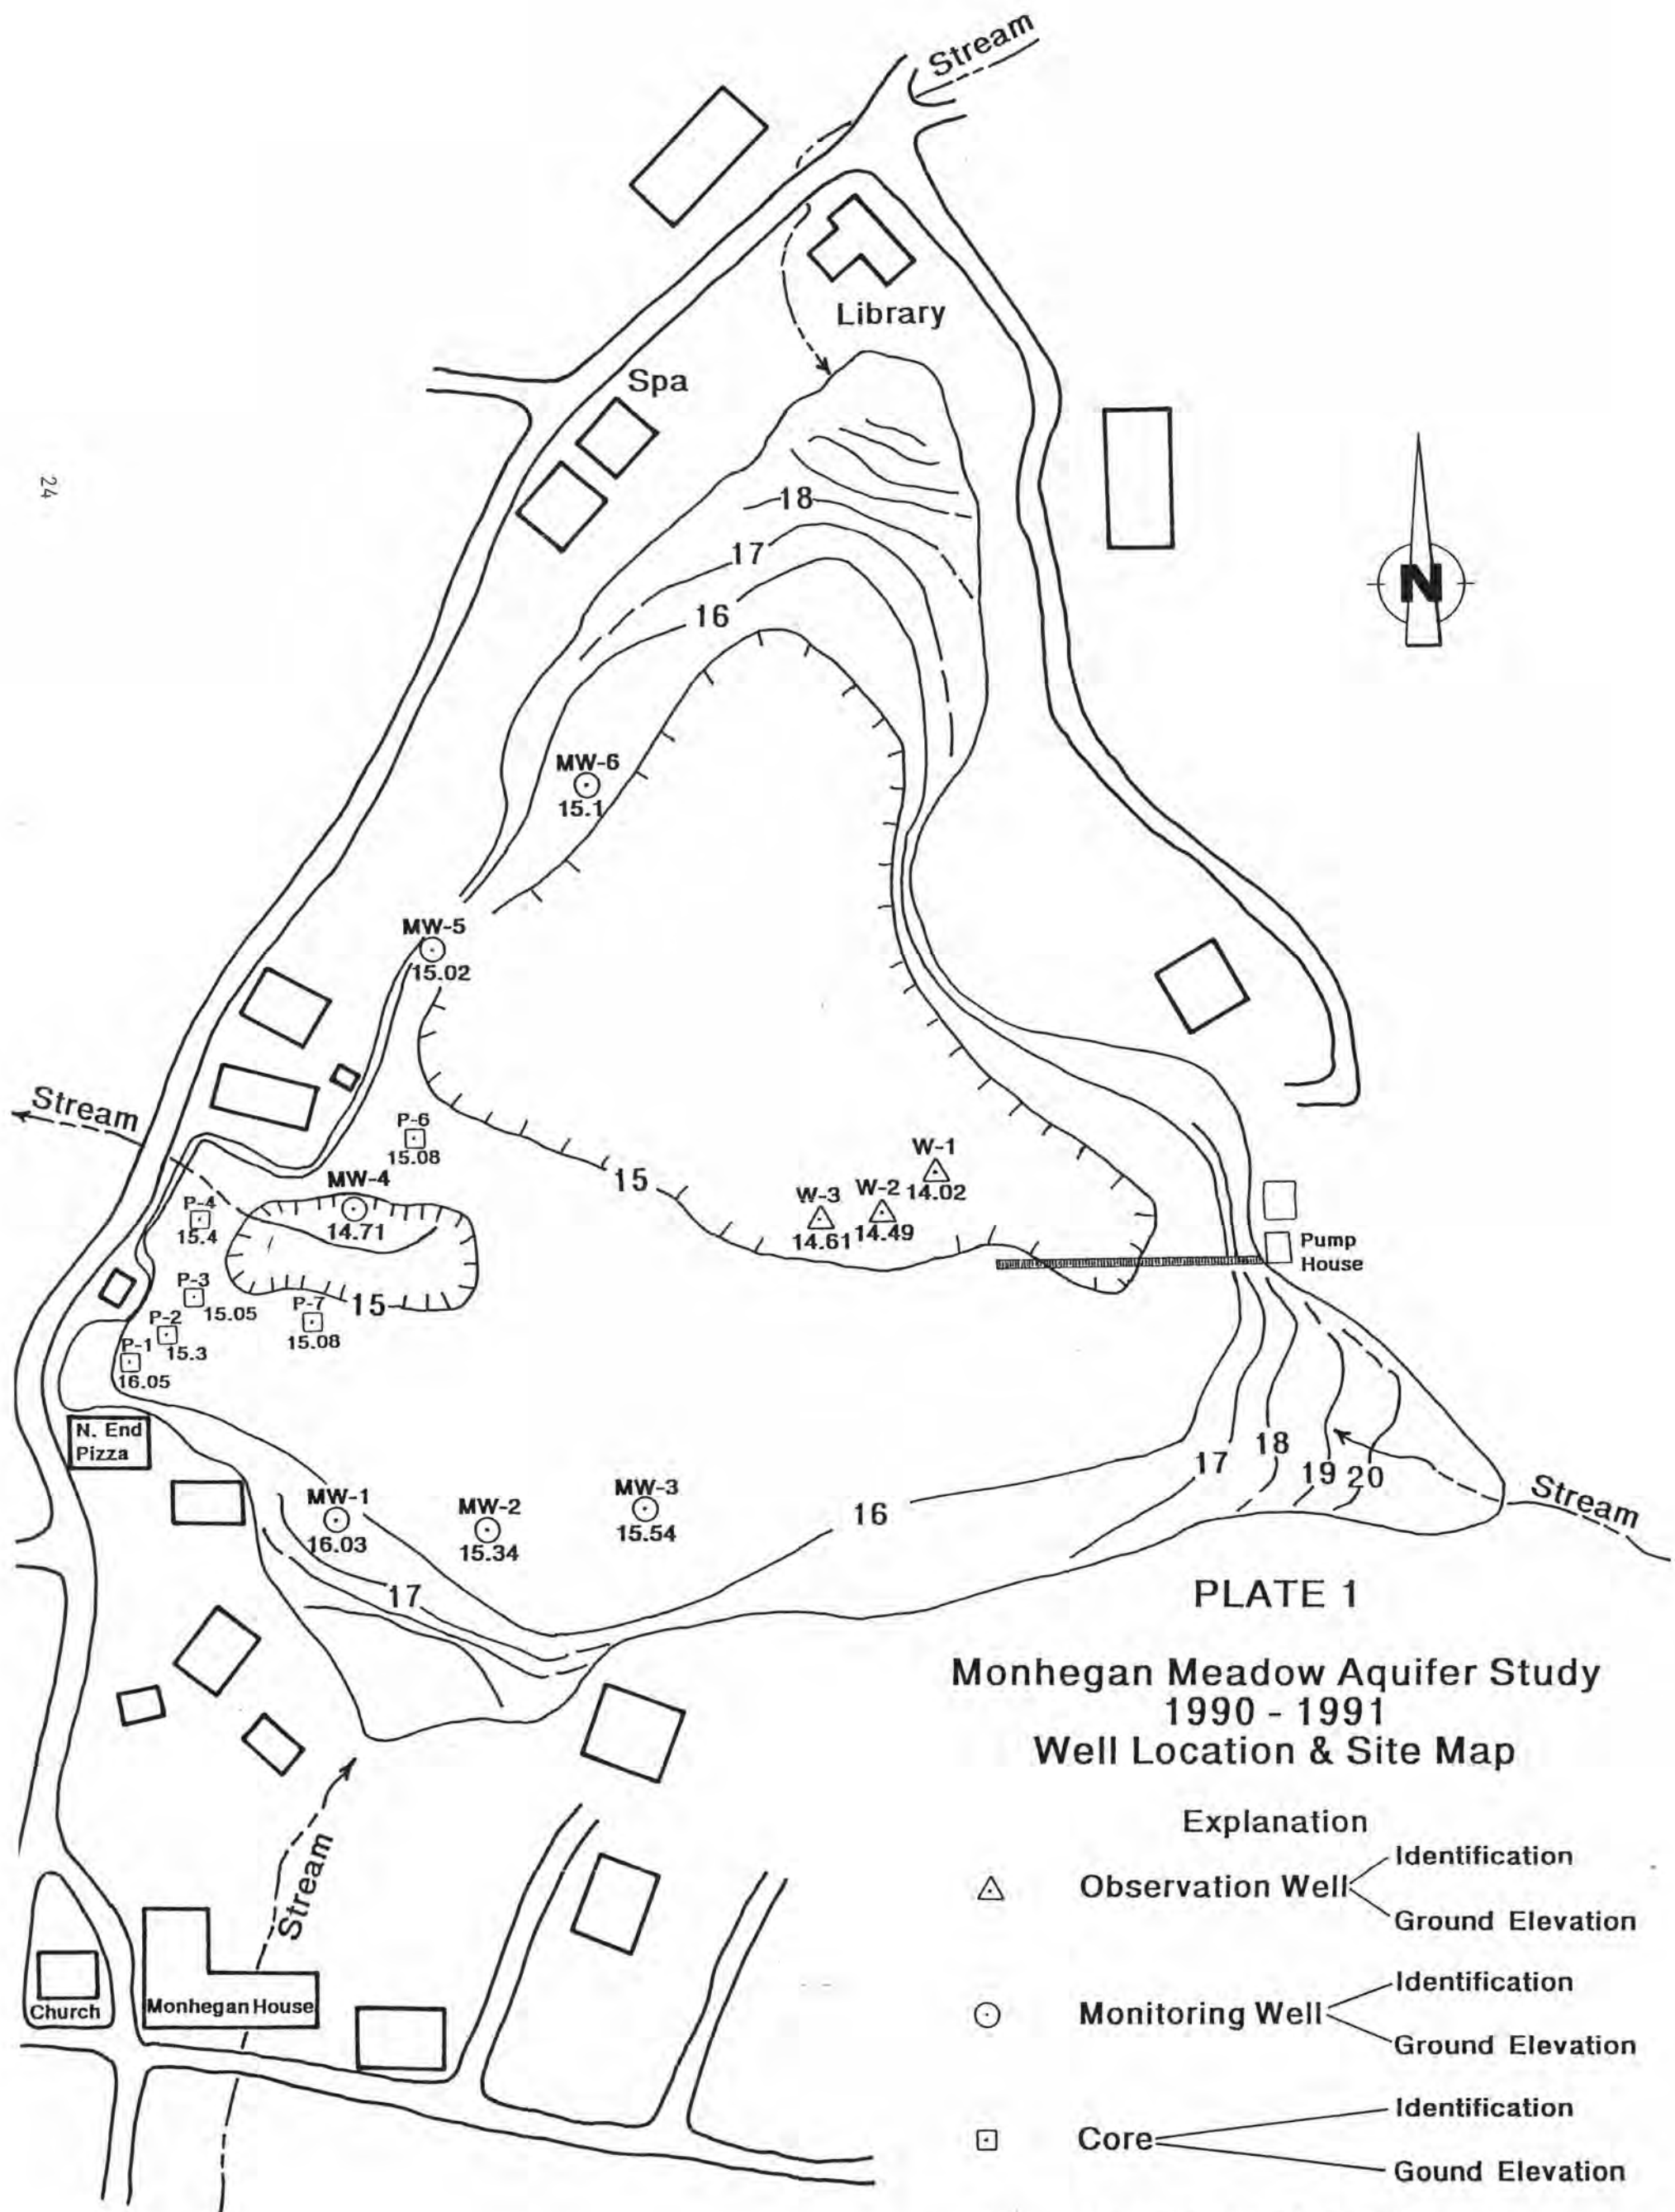 Stream
Library
Spa
24
18
17
N
16
MW-6
15.1
MW-5
15.02
Stream
P-6
15.08
W-1
14.02
MW-4
14.71
15
W-3
14.61
W-2
14.49
P-4
15.4
Pump
House
P-3
15.05
15
P-7
15.08
P-2
15.3
P-1
16.05
N. End
Pizza
17
18
19
20
Stream
MW-1
16.03
MW-2
15.34
MW-3
15.54
16
17
PLATE 1
Monhegan Meadow Aquifer Study
1990 - 1991
Well Location & Site Map
Explanation
Observation Well
Identification
Ground Elevation
Monitoring Well
Identification
Ground Elevation
Core
Identification
Gound Elevation
Stream
Church
Monhegan House